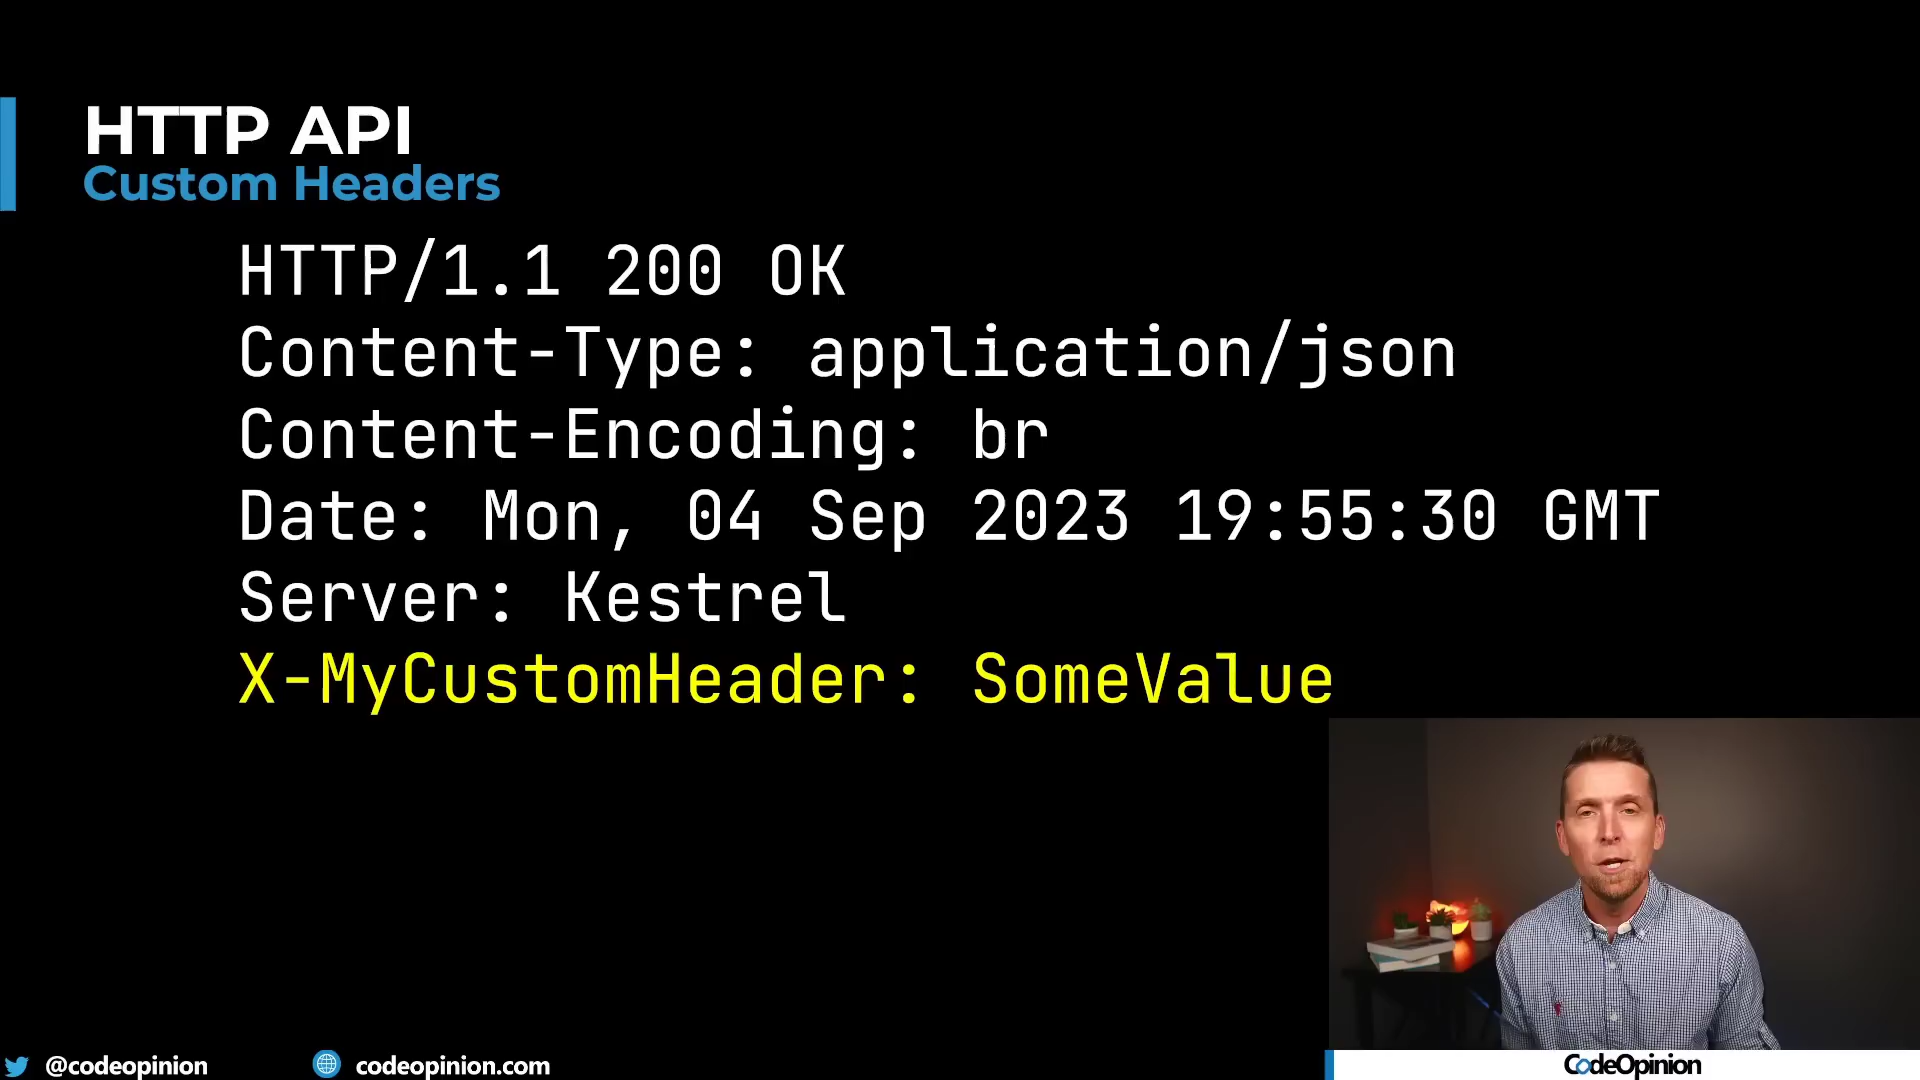 HTTP API
Custom Headers
HTTP/1.1 200 OK
Content-Type: application/json
Content-Encoding: br
Date: Mon, 04 Sep 2023 19:55:30 GMT
Server: Kestrel
X-MyCustomHeader: SomeValue
@codeopinion
codeopinion.com
CodeOpinion